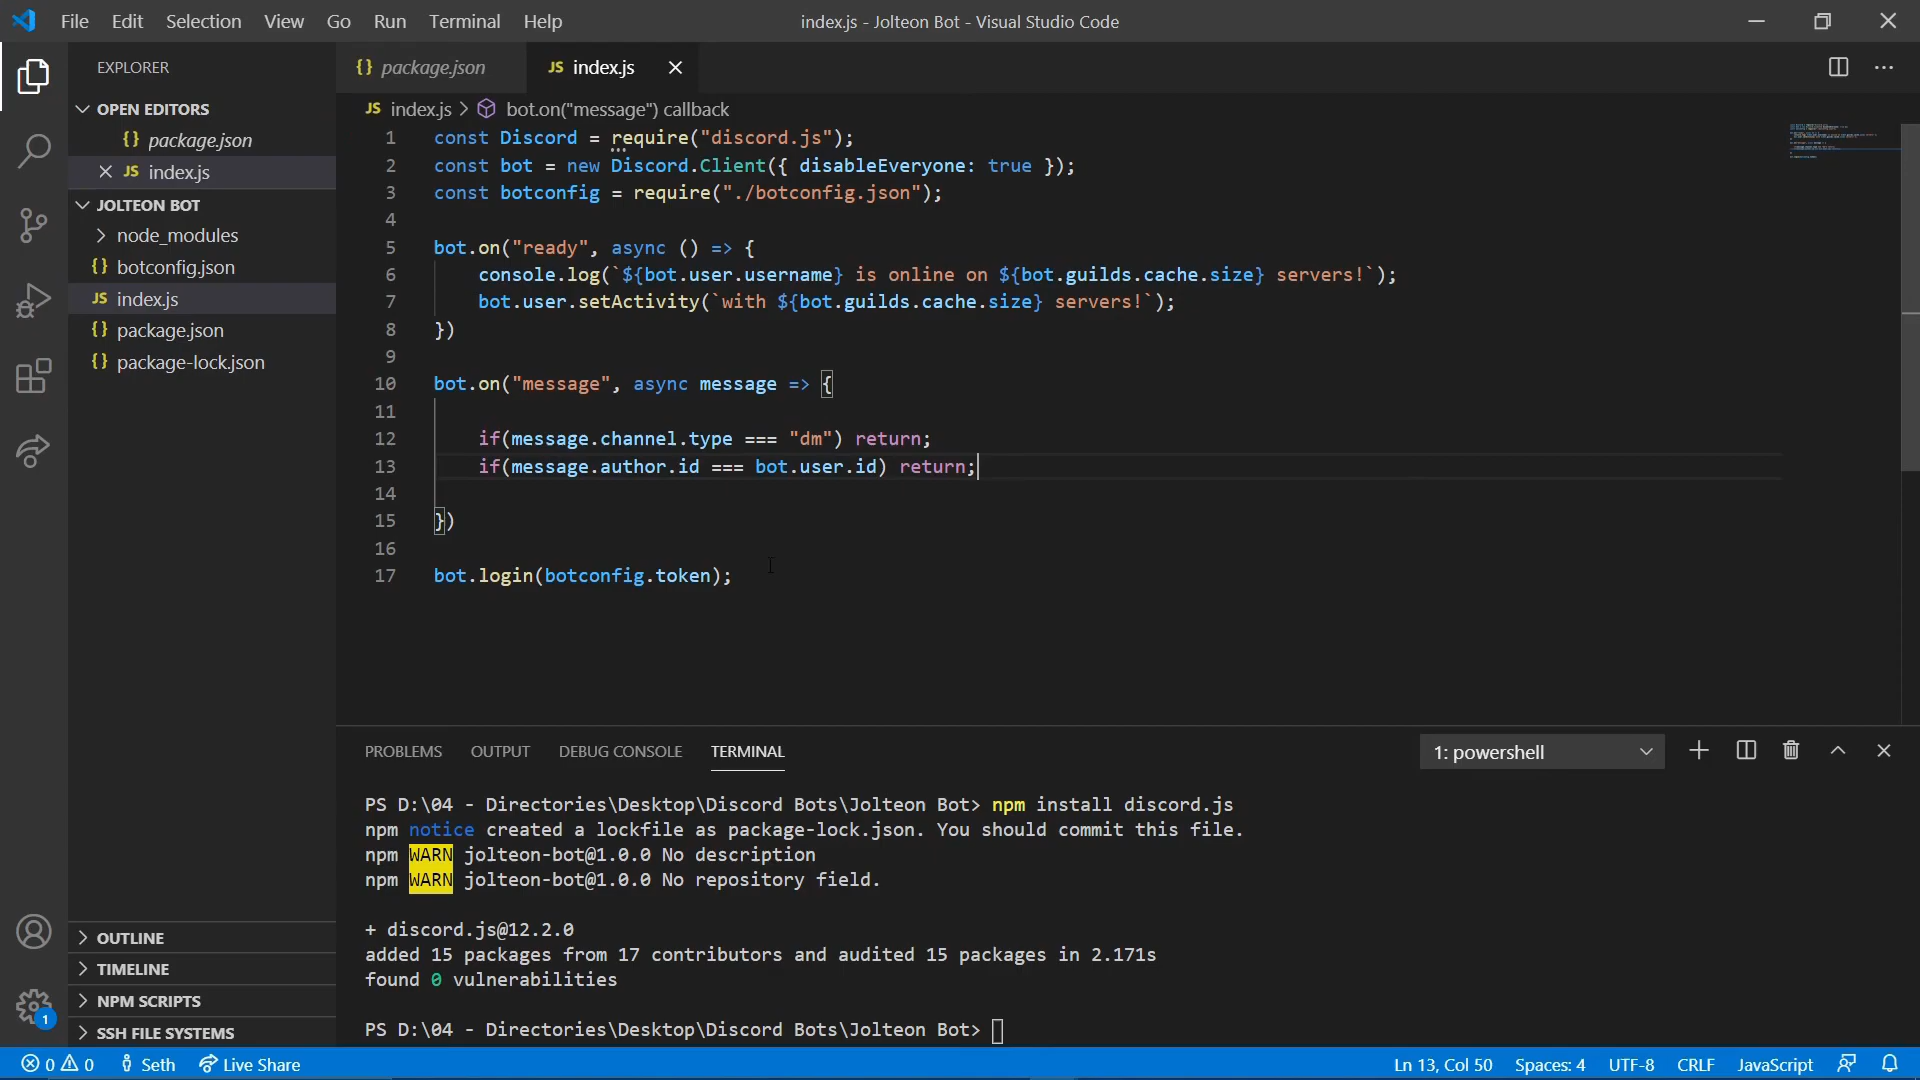 File Edit Selection View Go Run Terminal Help
index.js - Jolteon Bot - Visual Studio Code
EXPLORER
OPEN EDITORS
{} package.json
JS index.js
JOLTEON BOT
node_modules
{} botconfig.json
JS index.js
{} package.json
{} package-lock.json
OUTLINE
TIMELINE
NPM SCRIPTS
SSH FILE SYSTEMS
{} package.json
JS index.js
JS index.js > bot.on("message") callback
1 const Discord = require("discord.js");
2 const bot = new Discord.Client({ disableEveryone: true });
3 const botconfig = require("./botconfig.json");
4
5 bot.on("ready", async () => {
6 console.log(`${bot.user.username} is online on ${bot.guilds.cache.size} servers!`);
7 bot.user.setActivity(`with ${bot.guilds.cache.size} servers!`);
8 })
9
10 bot.on("message", async message => {
11
12 if(message.channel.type === "dm") return;
13 if(message.author.id === bot.user.id) return;
14
15 })
16
17 bot.login(botconfig.token);
PROBLEMS OUTPUT DEBUG CONSOLE TERMINAL
1: powershell
PS D:\04 - Directories\Desktop\Discord Bots\Jolteon Bot> npm install discord.js
npm notice created a lockfile as package-lock.json. You should commit this file.
npm WARN jolteon-bot@1.0.0 No description
npm WARN jolteon-bot@1.0.0 No repository field.
+ discord.js@12.2.0
added 15 packages from 17 contributors and audited 15 packages in 2.171s
found 0 vulnerabilities
PS D:\04 - Directories\Desktop\Discord Bots\Jolteon Bot>
1
0 0 Seth Live Share
Ln 13, Col 50 Spaces: 4 UTF-8 CRLF JavaScript